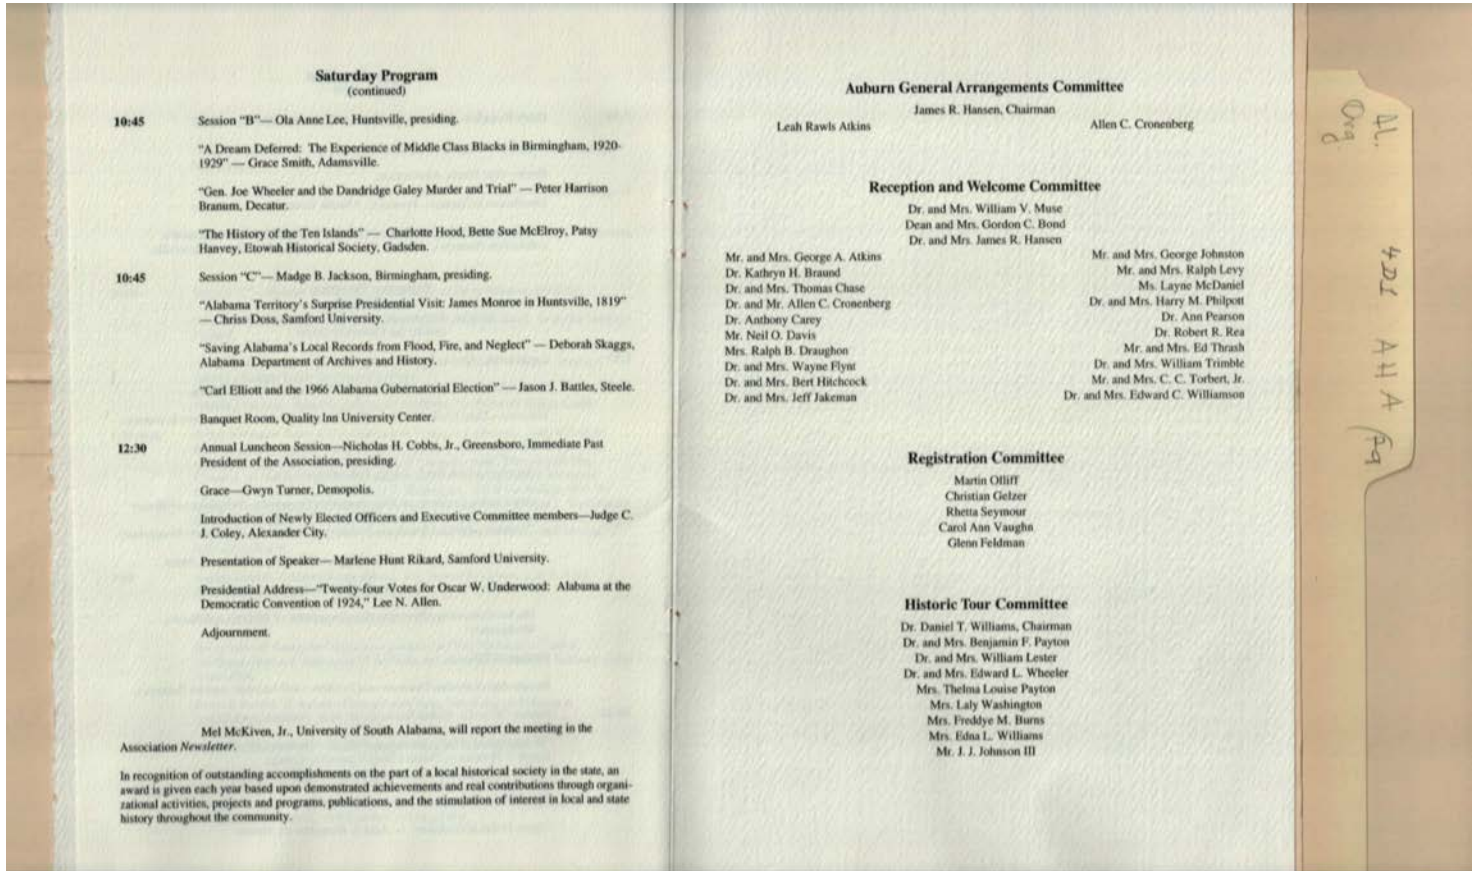 Saturday Program
(continued)
10:45 Session "B"— Ola Anne Lee, Huntsville, presiding.
"A Dream Deferred: The Experience of Middle Class Blacks in Birmingham, 1920-
1929" — Grace Smith, Adamsville.
"Gen. Joe Wheeler and the Dandridge Galey Murder and Trial" — Peter Harrison
Branum, Decatur.
"The History of the Ten Islands" — Charlotte Hood, Bette Sue McElroy, Patsy
Hanvey, Etowah Historical Society, Gadsden.
10:45 Session "C"— Madge B. Jackson, Birmingham, presiding.
"Alabama Territory's Surprise Presidential Visit: James Monroe in Huntsville, 1819"
— Chriss Doss, Samford University.
"Saving Alabama's Local Records from Flood, Fire, and Neglect" — Deborah Skaggs,
Alabama Department of Archives and History.
"Carl Elliott and the 1966 Alabama Gubernatorial Election" — Jason J. Battles, Steele.
Banquet Room, Quality Inn University Center.
12:30 Annual Luncheon Session—Nicholas H. Cobbs, Jr., Greensboro, Immediate Past
President of the Association, presiding.
Grace—Gwyn Turner, Demopolis.
Introduction of Newly Elected Officers and Executive Committee members—Judge C.
J. Coley, Alexander City.
Presentation of Speaker— Marlene Hunt Rikard, Samford University.
Presidential Address—"Twenty-four Votes for Oscar W. Underwood: Alabama at the
Democratic Convention of 1924," Lee N. Allen.
Adjournment.
Mel McKiven, Jr., University of South Alabama, will report the meeting in the
Association Newsletter.
In recognition of outstanding accomplishments on the part of a local historical society in the state, an
award is given each year based upon demonstrated achievements and real contributions through organi-
zational activities, projects and programs, publications, and the stimulation of interest in local and state
history throughout the community.
Auburn General Arrangements Committee
James R. Hansen, Chairman
Leah Rawls Atkins
Allen C. Cronenberg
Reception and Welcome Committee
Dr. and Mrs. William V. Muse
Dean and Mrs. Gordon C. Bond
Dr. and Mrs. James R. Hansen
Mr. and Mrs. George A. Atkins
Dr. Kathryn H. Braund
Dr. and Mrs. Thomas Chase
Dr. and Mr. Allen C. Cronenberg
Dr. Anthony Carey
Mr. Neil O. Davis
Mrs. Ralph B. Draughon
Dr. and Mrs. Wayne Flynt
Dr. and Mrs. Bert Hitchcock
Dr. and Mrs. Jeff Jakeman
Mr. and Mrs. George Johnston
Mr. and Mrs. Ralph Levy
Ms. Layne McDaniel
Dr. and Mrs. Harry M. Philpott
Dr. Ann Pearson
Dr. Robert R. Rea
Mr. and Mrs. Ed Thrash
Dr. and Mrs. William Trimble
Mr. and Mrs. C. C. Torbert, Jr.
Dr. and Mrs. Edward C. Williamson
Registration Committee
Martin Olliff
Christian Gelzer
Rhetta Seymour
Carol Ann Vaughn
Glenn Feldman
Historic Tour Committee
Dr. Daniel T. Williams, Chairman
Dr. and Mrs. Benjamin F. Payton
Dr. and Mrs. William Lester
Dr. and Mrs. Edward L. Wheeler
Mrs. Thelma Louise Payton
Mrs. Laly Washington
Mrs. Freddye M. Burns
Mrs. Edna L. Williams
Mr. J. J. Johnson III
Al.
Org
AHA